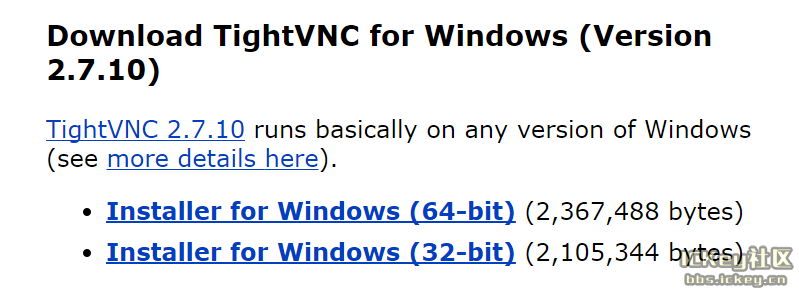 Download TightVNC for Windows (Version
2.7.10)
TightVNC 2.7.10 runs basically on any version of Windows
(see more details here).
• Installer for Windows (64-bit) (2,367,488 bytes)
• Installer for Windows (32-bit) (2,105,344 bytes)
ICkey社区
bbs.ickey.cn